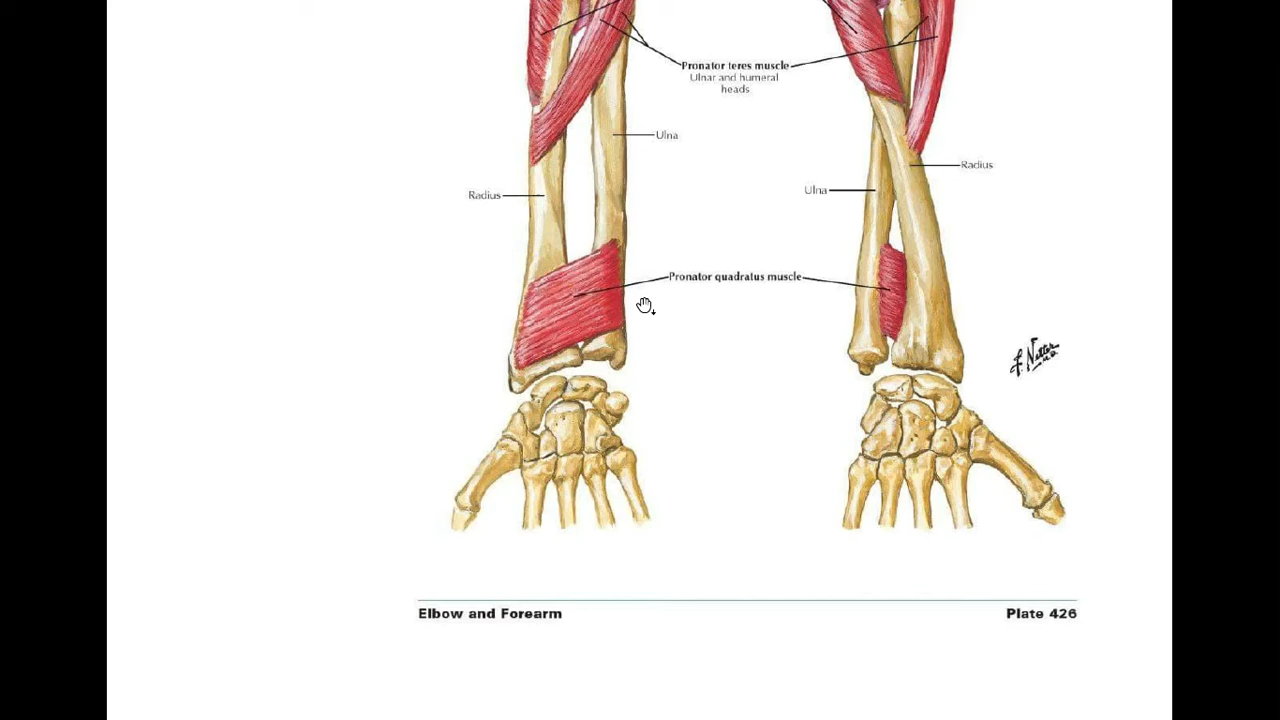 Pronator teres muscle
Ulnar and humeral
heads
Ulna
Radius
Radius
Ulna
Pronator quadratus muscle
F. Netter
M.D.
Elbow and Forearm
Plate 426